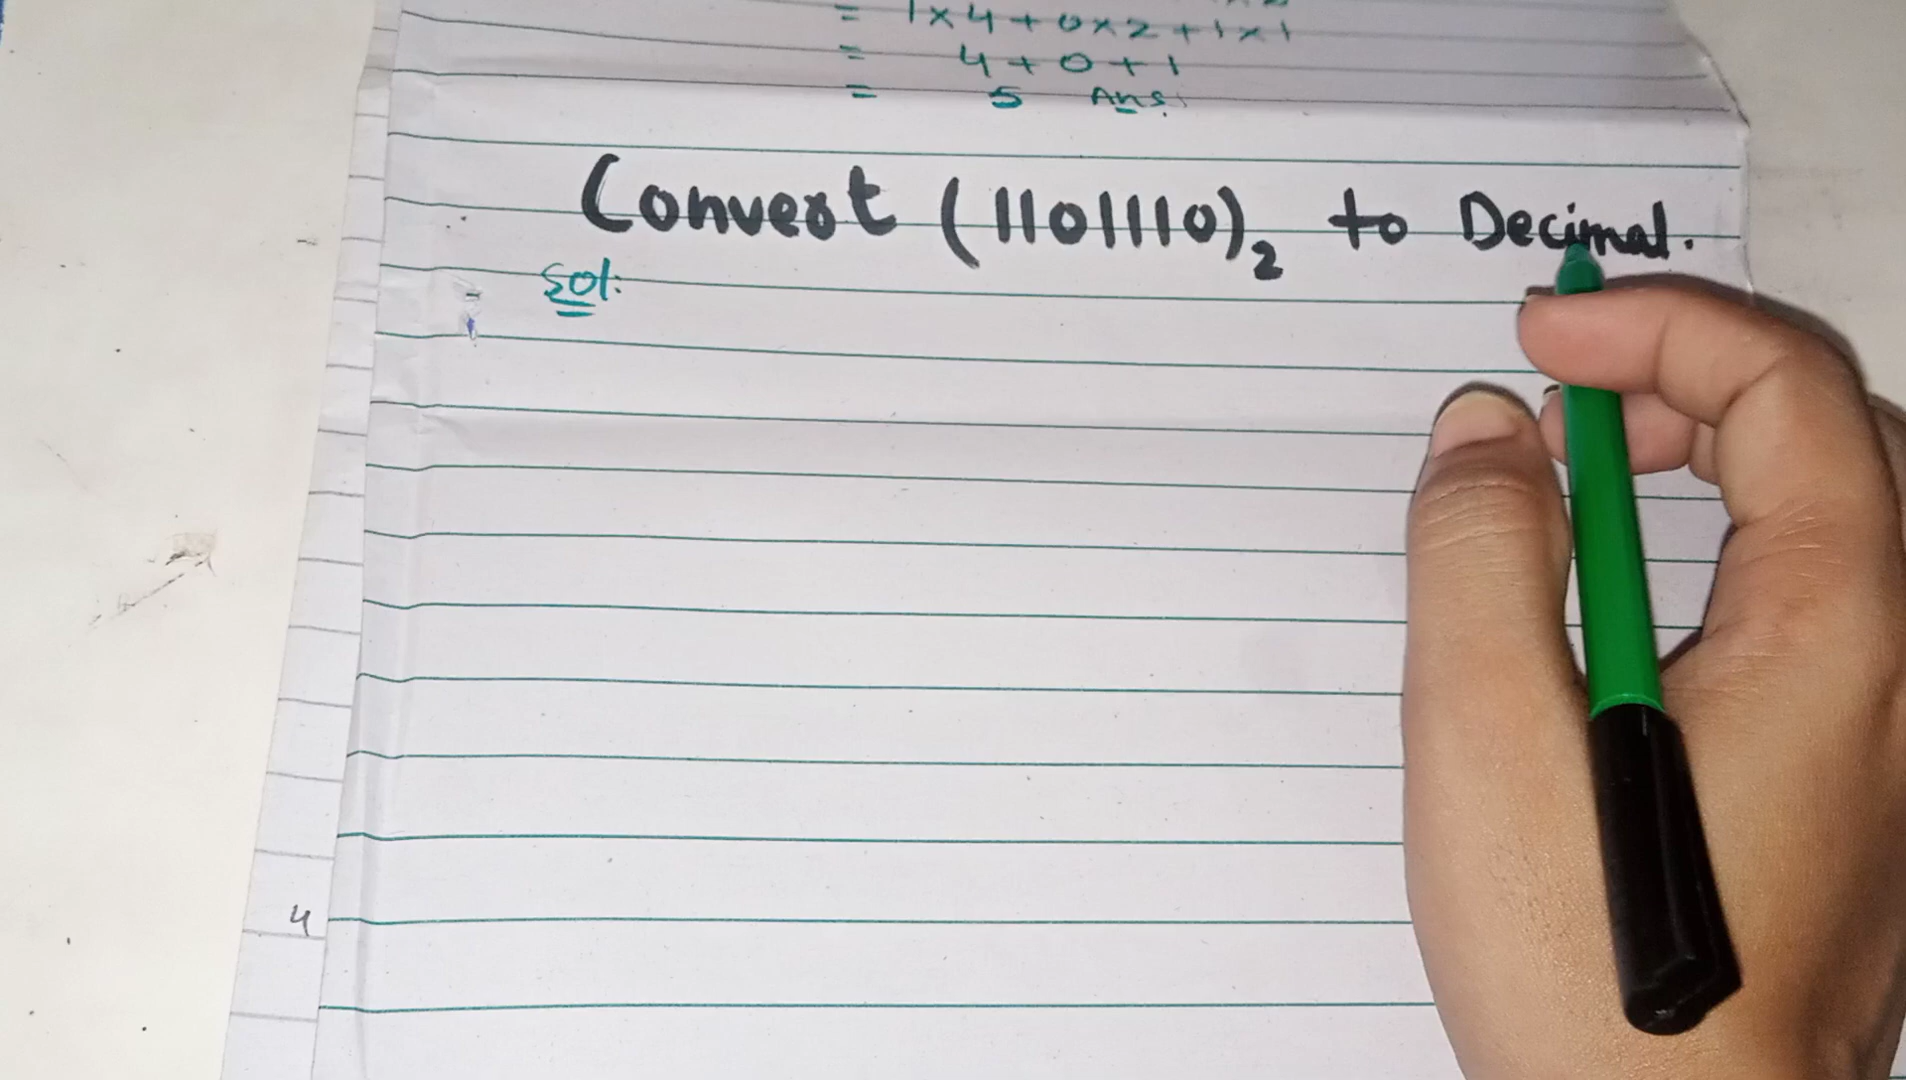 = 1×4+0×2+1×1
= 4+0+1
= 5 Ans.
Convert (1101110)₂ to Decimal.
Sol:
4